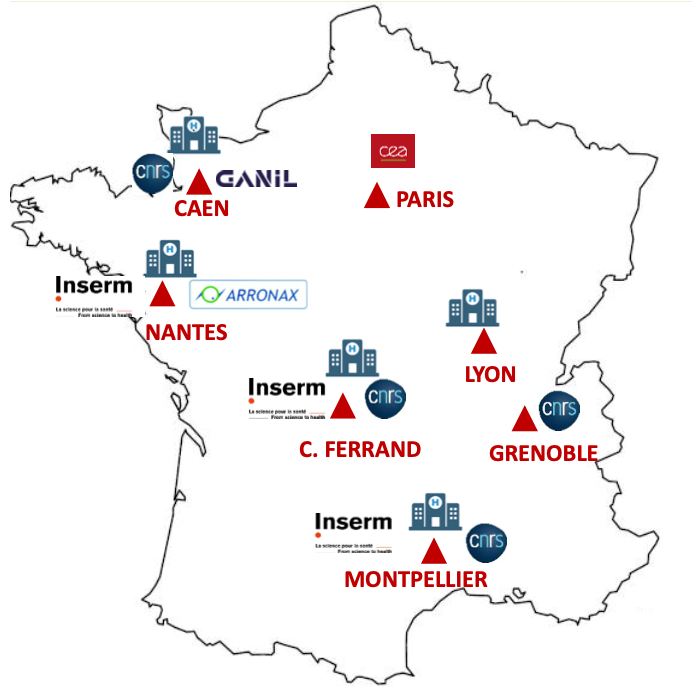 H
cea
cnrs
GANIL
CAEN
PARIS
H
Inserm
La science pour la santé
From science to health
ARRONAX
NANTES
H
LYON
H
Inserm
cnrs
La science pour la santé
From science to health
cnrs
C. FERRAND
GRENOBLE
H
Inserm
cnrs
La science pour la santé
From science to health
MONTPELLIER